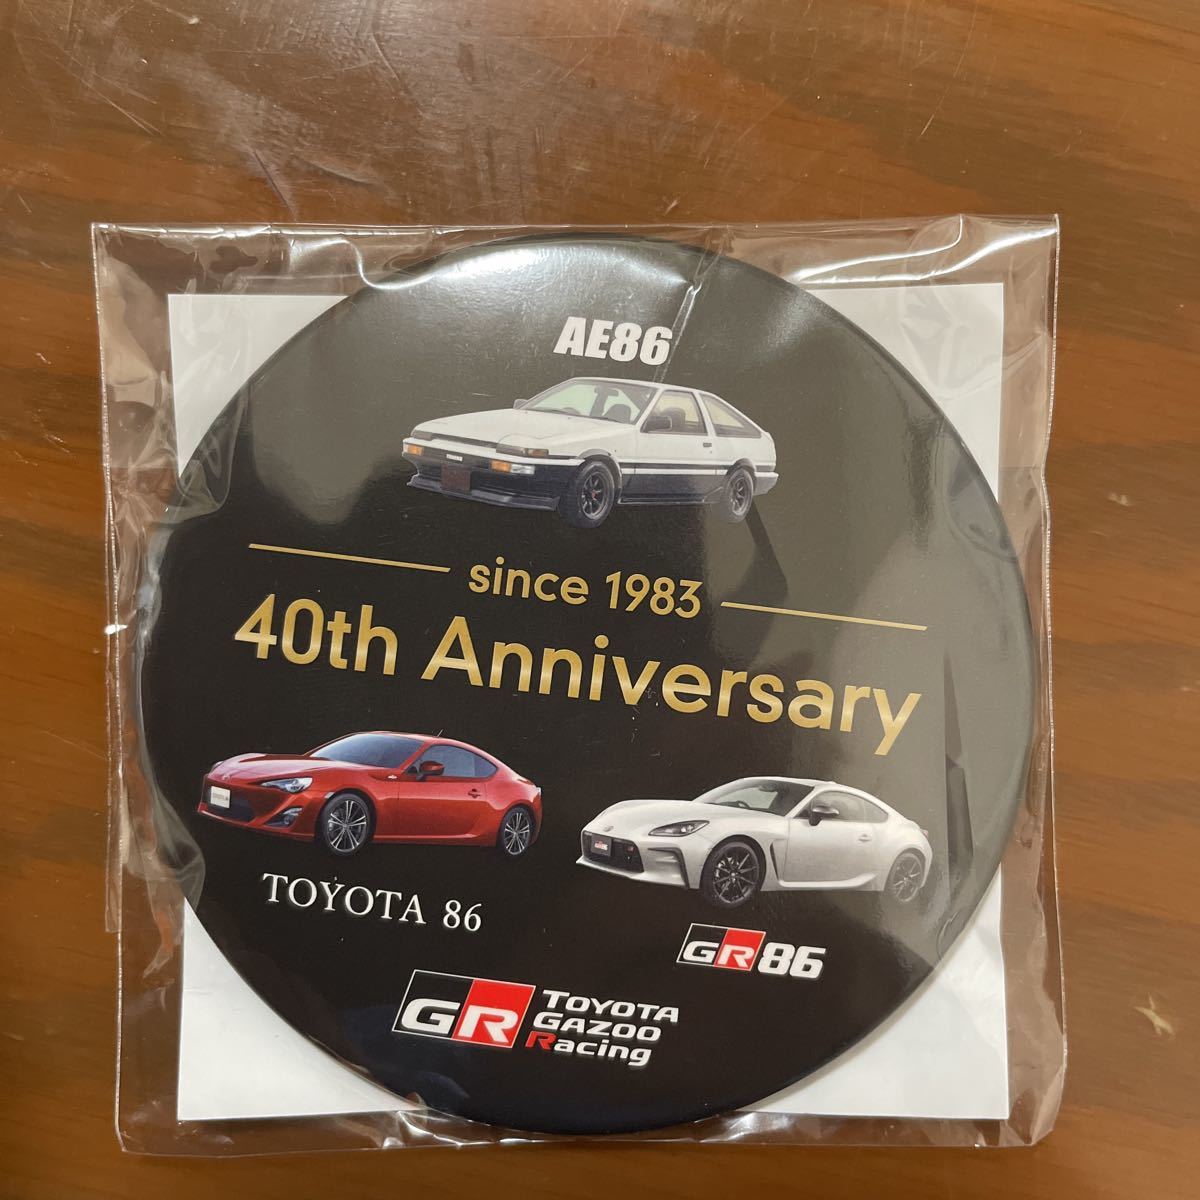 AE86
since 1983
40th Anniversary
TOYOTA 86
GR86
GR TOYOTA
GAZOO
Racing